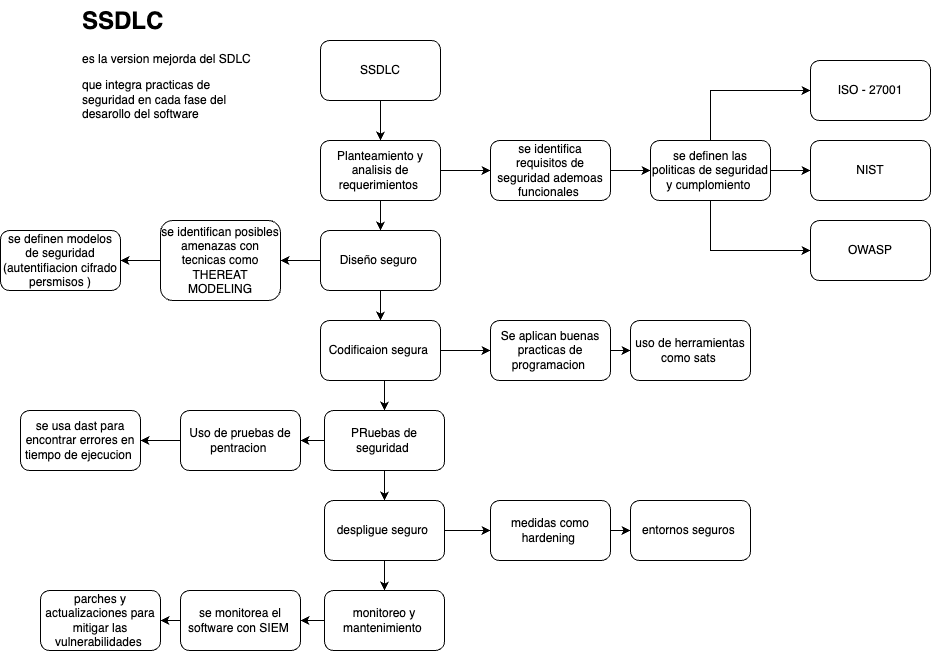 SSDLC
es la version mejorda del SDLC
que integra practicas de
seguridad en cada fase del
desarollo del software
SSDLC
ISO - 27001
Planteamiento y
analisis de
requerimientos
se identifica
requisitos de
seguridad ademoas
funcionales
se definen las
politicas de seguridad
y cumplomiento
NIST
OWASP
se definen modelos
de seguridad
(autentifiacion cifrado
persmisos )
se identifican posibles
amenazas con
tecnicas como
THEREAT
MODELING
Diseño seguro
Codificaion segura
Se aplican buenas
practicas de
programacion
uso de herramientas
como sats
se usa dast para
encontrar errores en
tiempo de ejecucion
Uso de pruebas de
pentracion
PRuebas de
seguridad
despligue seguro
medidas como
hardening
entornos seguros
parches y
actualizaciones para
mitigar las
vulnerabilidades
se monitorea el
software con SIEM
monitoreo y
mantenimiento